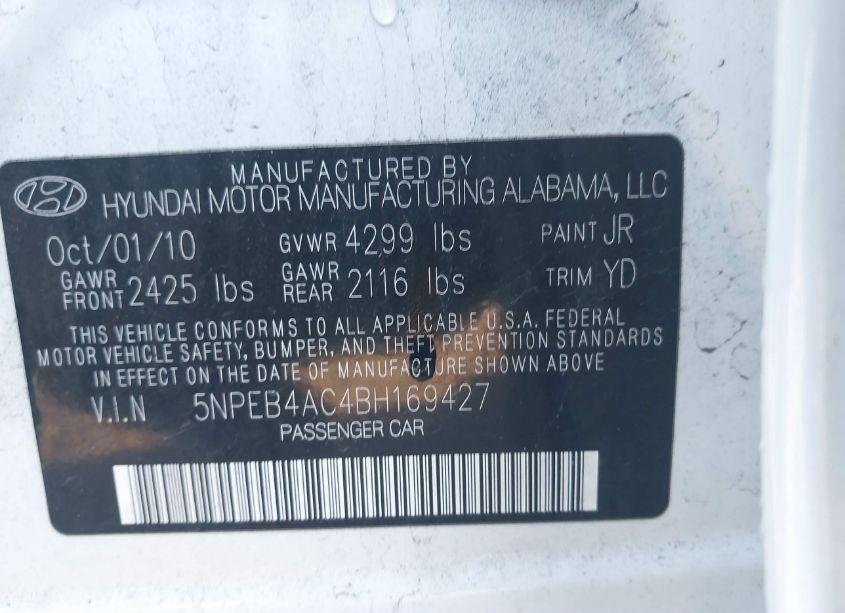 MANUFACTURED BY
HYUNDAI MOTOR MANUFACTURING ALABAMA, LLC
Oct/01/10 GVWR 4299 lbs PAINT JR
GAWR FRONT 2425 lbs GAWR REAR 2116 lbs TRIM YD
THIS VEHICLE CONFORMS TO ALL APPLICABLE U.S.A. FEDERAL
MOTOR VEHICLE SAFETY, BUMPER, AND THEFT PREVENTION STANDARDS
IN EFFECT ON THE DATE OF MANUFACTURE SHOWN ABOVE
V.I.N 5NPEB4AC4BH169427
PASSENGER CAR